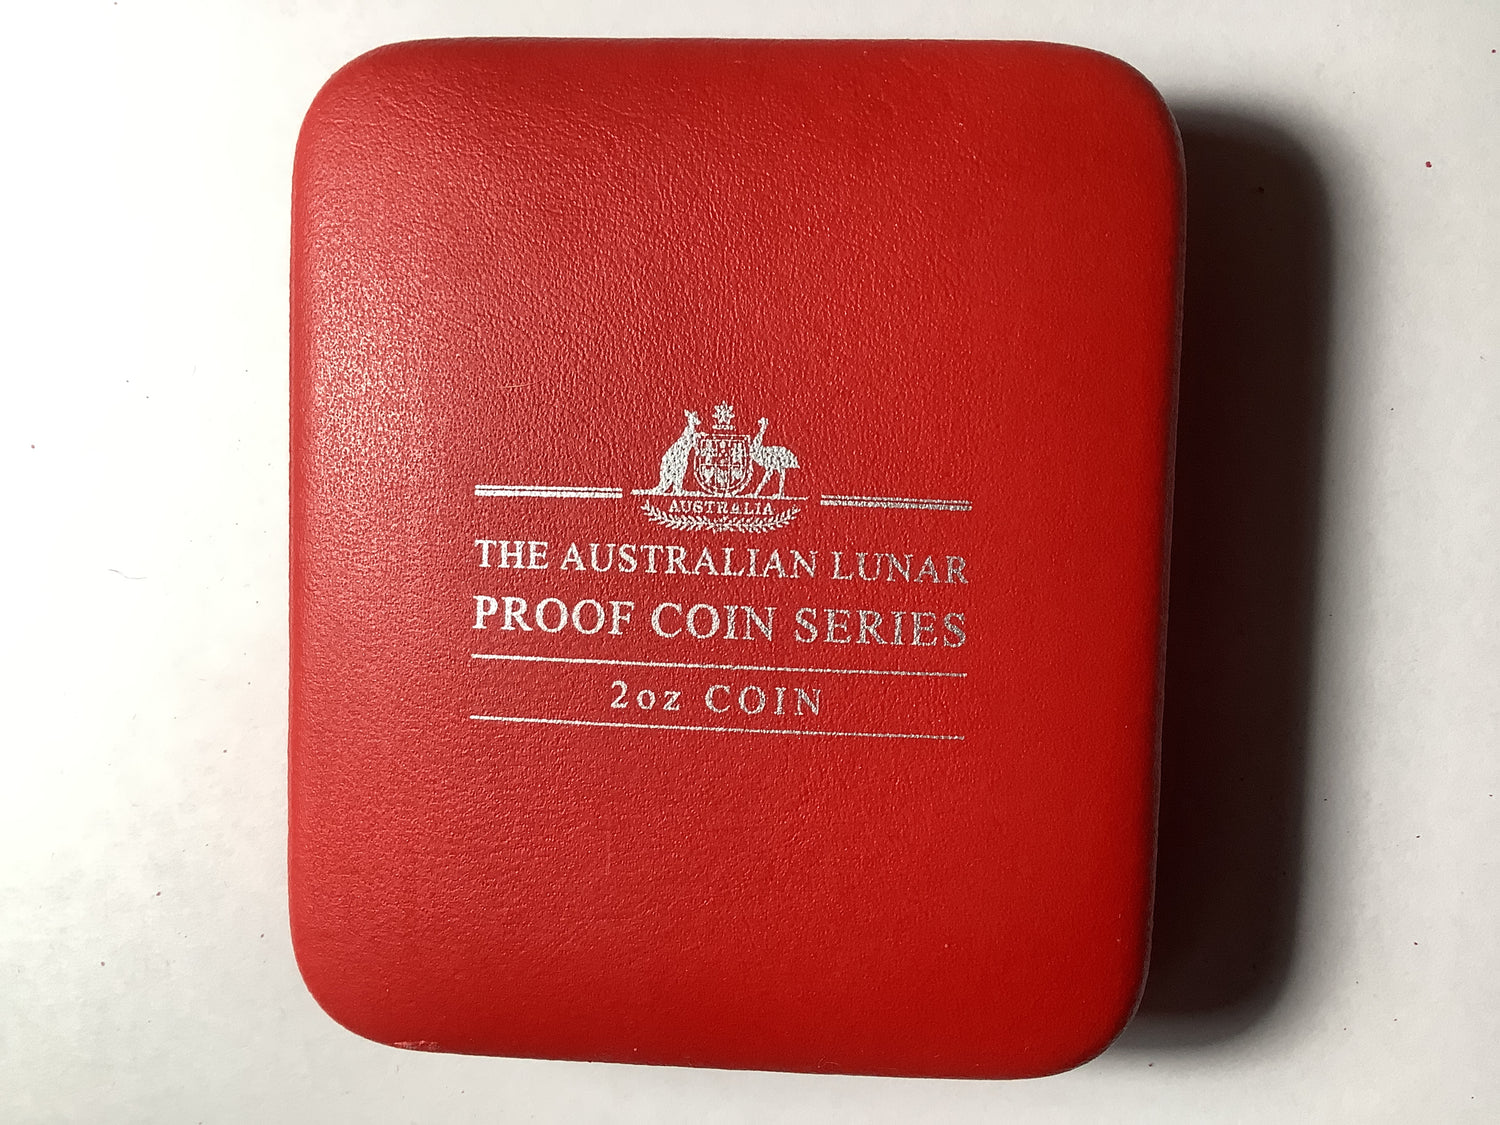 AUSTRALIA
THE AUSTRALIAN LUNAR
PROOF COIN SERIES
2oz COIN